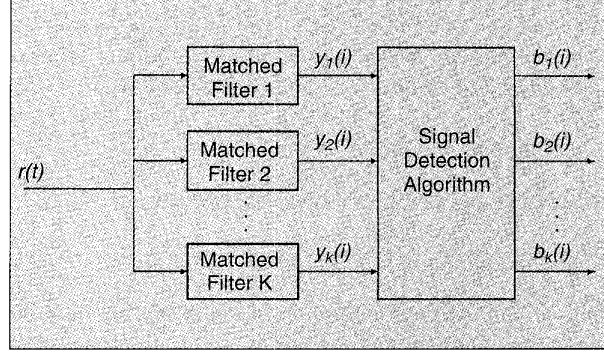 Matched
Filter 1
y1(i)
b1(i)
Matched
Filter 2
y2(i)
b2(i)
r(t)
Signal
Detection
Algorithm
Matched
Filter K
yk(i)
bk(i)